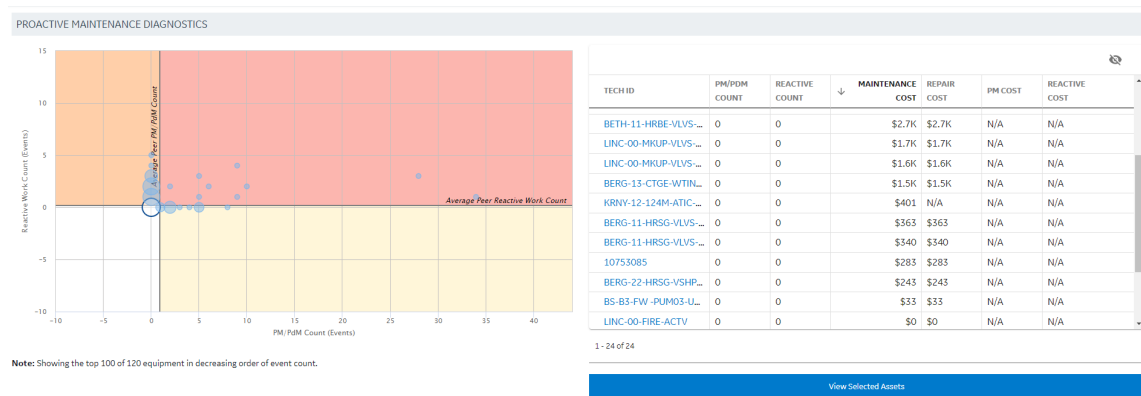 PROACTIVE MAINTENANCE DIAGNOSTICS
15
10
5
0
-5
-10
Reactive Work Count (Events)
Average Peer PM/PdM Count
Average Peer Reactive Work Count
-10 -5 0 5 10 15 20 25 30 35 40
PM/PdM Count (Events)
Note: Showing the top 100 of 120 equipment in decreasing order of event count.
TECH ID PM/PDM COUNT REACTIVE COUNT MAINTENANCE COST REPAIR COST PM COST REACTIVE COST
BETH-11-HRBE-VLVS-... 0 0 $2.7K $2.7K N/A N/A
LINC-00-MKUP-VLVS-... 0 0 $1.7K $1.7K N/A N/A
LINC-00-MKUP-VLVS-... 0 0 $1.6K $1.6K N/A N/A
BERG-13-CTGE-WTIN... 0 0 $1.5K $1.5K N/A N/A
KRNY-12-124M-ATIC-... 0 0 $401 N/A N/A N/A
BERG-11-HRSG-VLVS-... 0 0 $363 $363 N/A N/A
BERG-11-HRSG-VLVS-... 0 0 $340 $340 N/A N/A
10753085 0 0 $283 $283 N/A N/A
BERG-22-HRSG-VSHP... 0 0 $243 $243 N/A N/A
BS-B3-FW -PUM03-U... 0 0 $33 $33 N/A N/A
LINC-00-FIRE-ACTV 0 0 $0 $0 N/A N/A
1 - 24 of 24
View Selected Assets